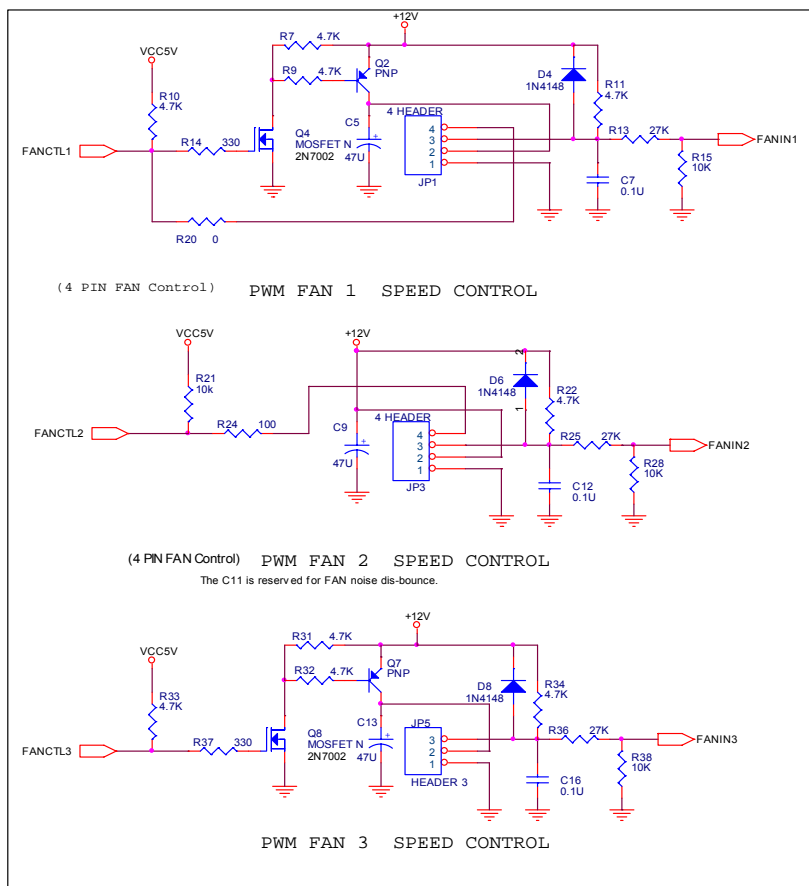 +12V
R7 4.7K
VCC5V
Q2
PNP
R9 4.7K
D4
1N4148
R10
4.7K
R11
4.7K
C5
4 HEADER
R13 27K
FANCTL1
R14 330
Q4
MOSFET N
2N7002
47U
4
3
2
1
JP1
FANIN1
R15
10K
C7
0.1U
R20 0
(4 PIN FAN Control) PWM FAN 1 SPEED CONTROL
VCC5V
+12V
2
D6
1N4148
1
R21
10k
R22
4.7K
R24 100
C9
4 HEADER
FANCTL2
R25 27K
FANIN2
47U
4
3
2
1
JP3
R28
10K
C12
0.1U
(4 PIN FAN Control) PWM FAN 2 SPEED CONTROL
The C11 is reserved for FAN noise dis-bounce.
+12V
R31 4.7K
VCC5V
Q7
PNP
R32 4.7K
D8
1N4148
R33
4.7K
R34
4.7K
C13
JP5
R36 27K
FANCTL3
R37 330
Q8
MOSFET N
2N7002
47U
3
2
1
HEADER 3
FANIN3
R38
10K
C16
0.1U
PWM FAN 3 SPEED CONTROL